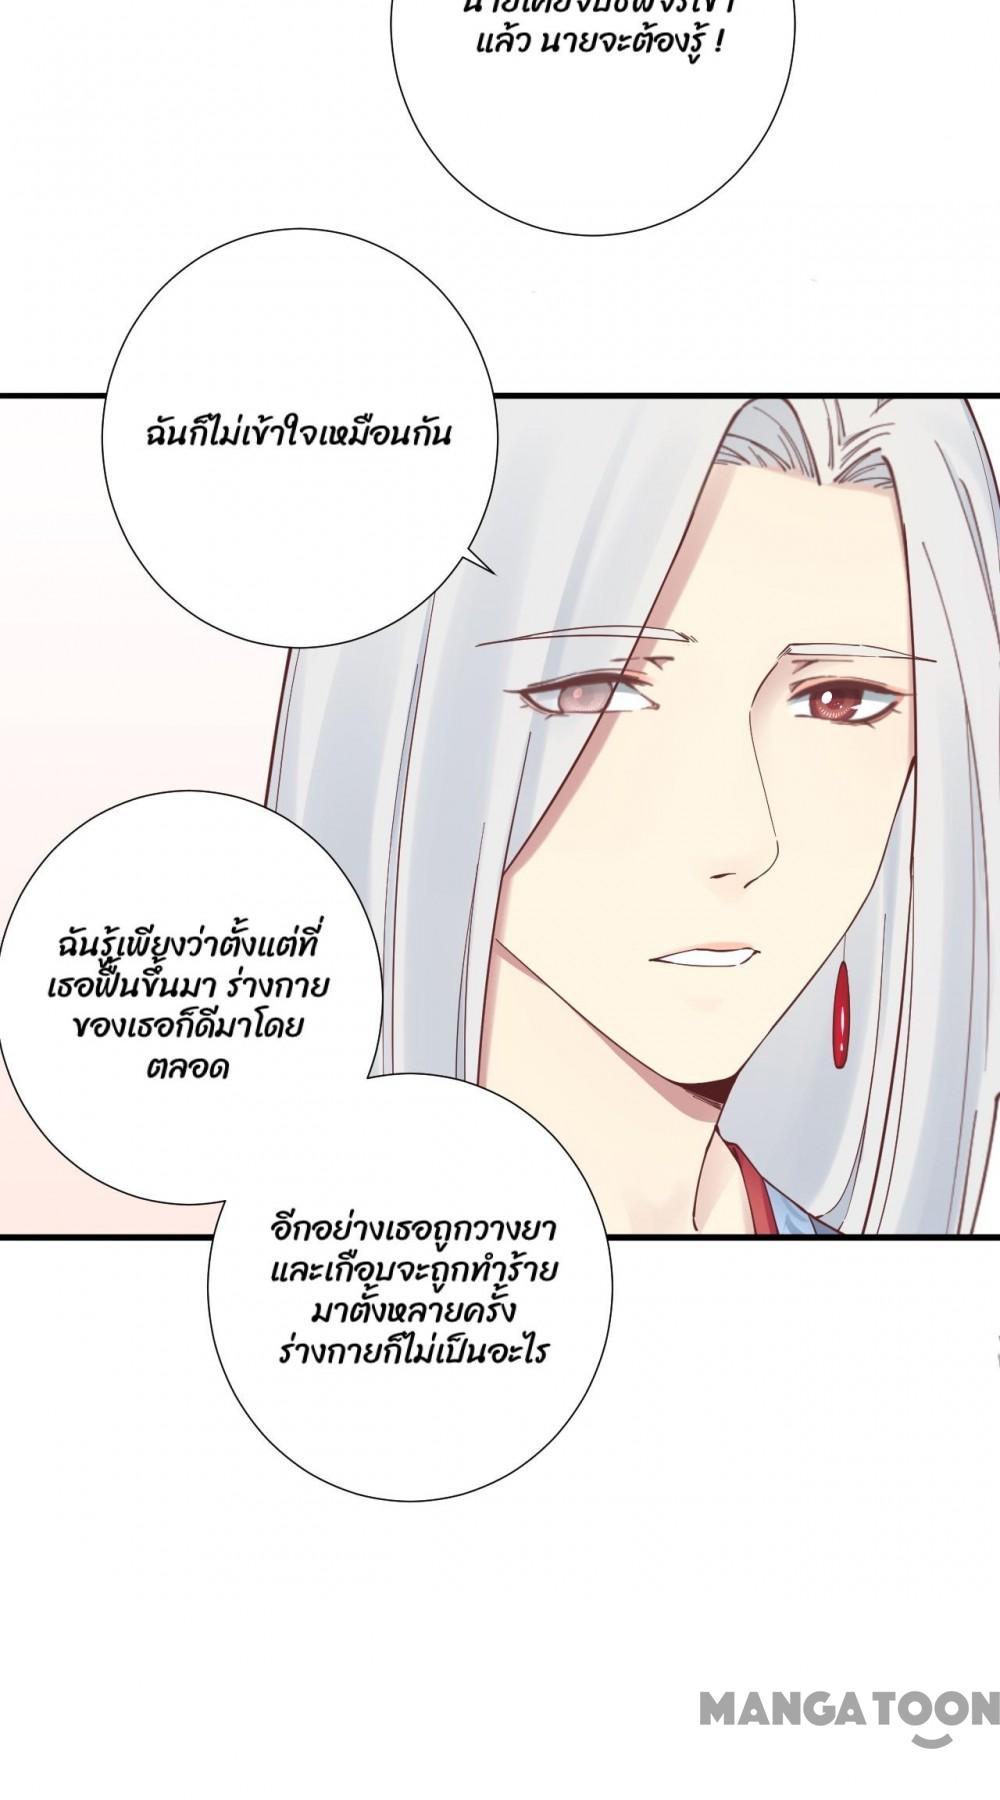 แล้ว นายจะต้องรู้ !
ฉันก็ไม่เข้าใจเหมือนกัน
ฉันรู้เพียงว่าตั้งแต่ที่
เธอฟื้นขึ้นมา ร่างกาย
ของเธอก็ดีมาโดย
ตลอด
อีกอย่างเธอถูกวางยา
และเกือบจะถูกทำร้าย
มาตั้งหลายครั้ง
ร่างกายก็ไม่เป็นอะไร
MANGATOON